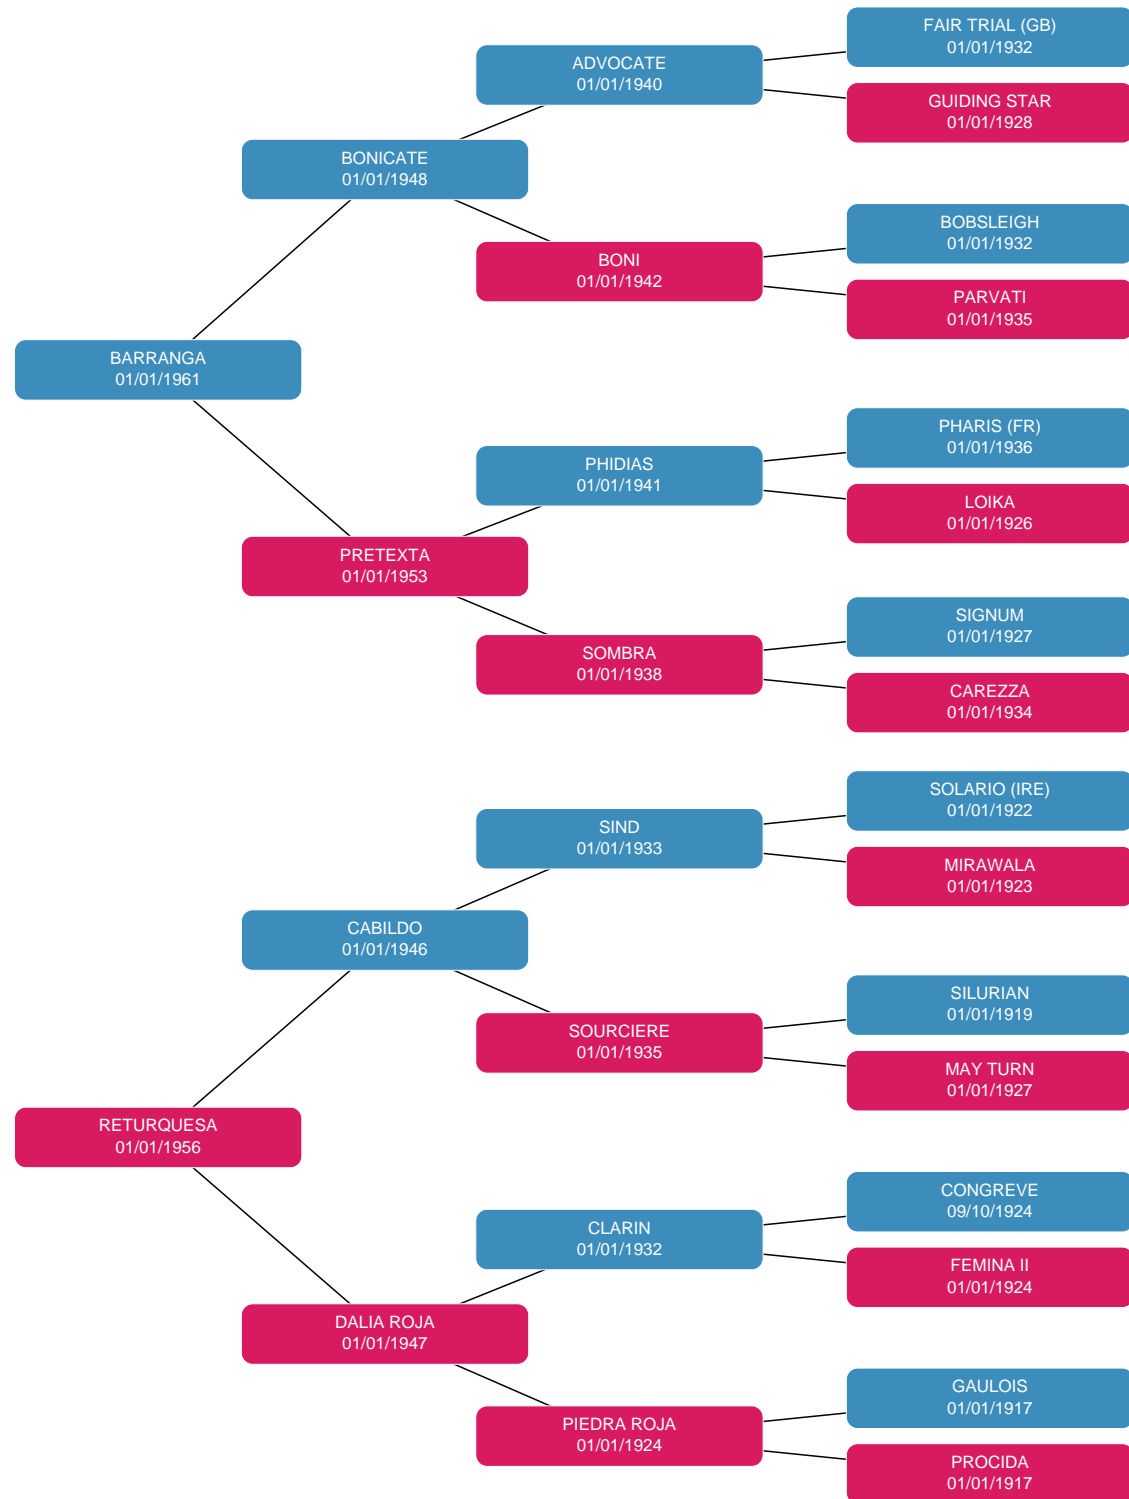 FAIR TRIAL (GB)
01/01/1932
ADVOCATE
01/01/1940
GUIDING STAR
01/01/1928
BONICATE
01/01/1948
BOBSLEIGH
01/01/1932
BONI
01/01/1942
PARVATI
01/01/1935
BARRANGA
01/01/1961
PHARIS (FR)
01/01/1936
PHIDIAS
01/01/1941
LOIKA
01/01/1926
PRETEXTA
01/01/1953
SIGNUM
01/01/1927
SOMBRA
01/01/1938
CAREZZA
01/01/1934
SOLARIO (IRE)
01/01/1922
SIND
01/01/1933
MIRAWALA
01/01/1923
CABILDO
01/01/1946
SILURIAN
01/01/1919
SOURCIERE
01/01/1935
MAY TURN
01/01/1927
RETURQUESA
01/01/1956
CONGREVE
09/10/1924
CLARIN
01/01/1932
FEMINA II
01/01/1924
DALIA ROJA
01/01/1947
GAULOIS
01/01/1917
PIEDRA ROJA
01/01/1924
PROCIDA
01/01/1917